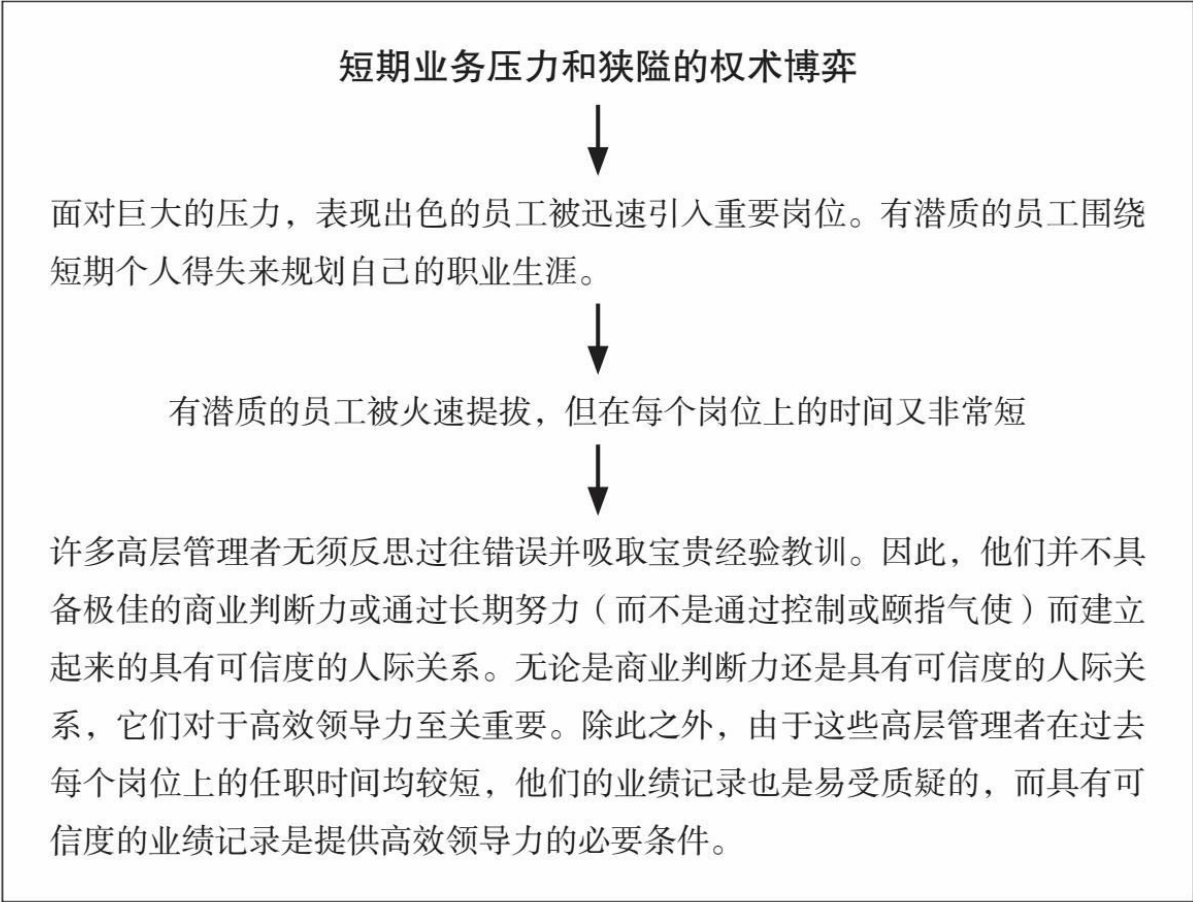 短期业务压力和狭隘的权术博弈
面对巨大的压力，表现出色的员工被迅速引入重要岗位。有潜质的员工围绕
短期个人得失来规划自己的职业生涯。
有潜质的员工被火速提拔，但在每个岗位上的时间又非常短
许多高层管理者无须反思过往错误并吸取宝贵经验教训。因此，他们并不具
备极佳的商业判断力或通过长期努力（而不是通过控制或颐指气使）而建立
起来的具有可信度的人际关系。无论是商业判断力还是具有可信度的人际关
系，它们对于高效领导力至关重要。除此之外，由于这些高层管理者在过去
每个岗位上的任职时间均较短，他们的业绩记录也是易受质疑的，而具有可
信度的业绩记录是提供高效领导力的必要条件。